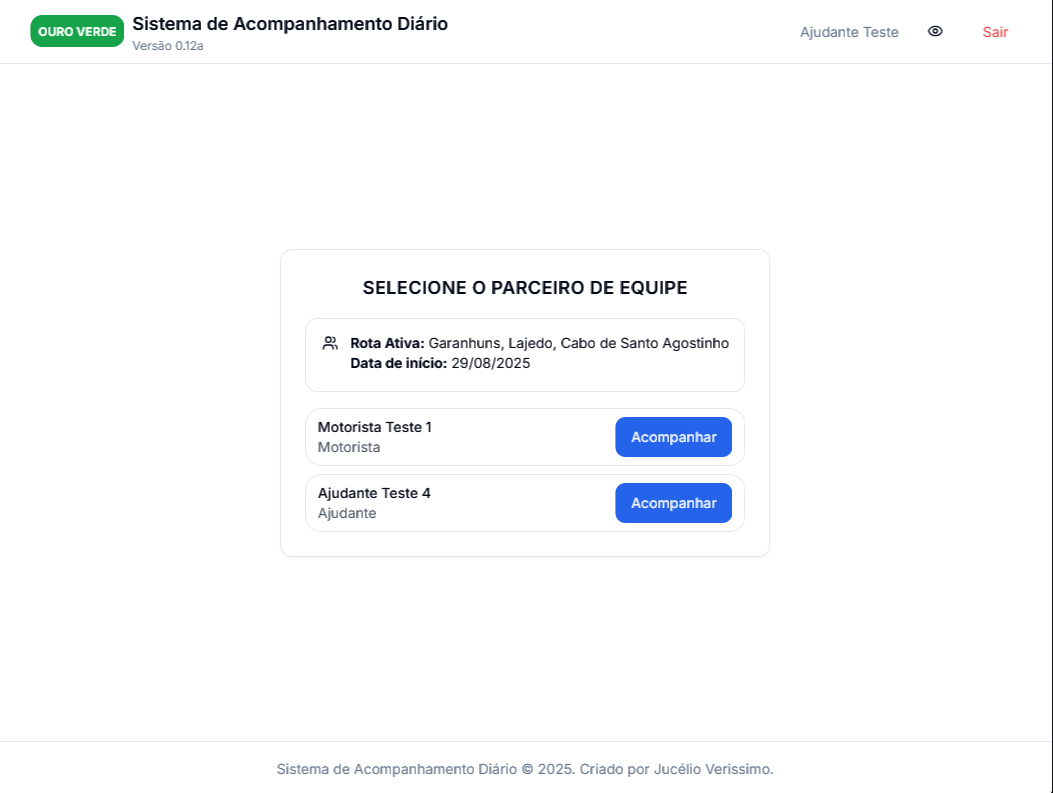 OURO VERDE
Sistema de Acompanhamento Diário
Versão 0.12a
Ajudante Teste
Sair
SELECIONE O PARCEIRO DE EQUIPE
Rota Ativa: Garanhuns, Lajedo, Cabo de Santo Agostinho
Data de início: 29/08/2025
Motorista Teste 1
Motorista
Acompanhar
Ajudante Teste 4
Ajudante
Acompanhar
Sistema de Acompanhamento Diário © 2025. Criado por Jucélio Verissimo.